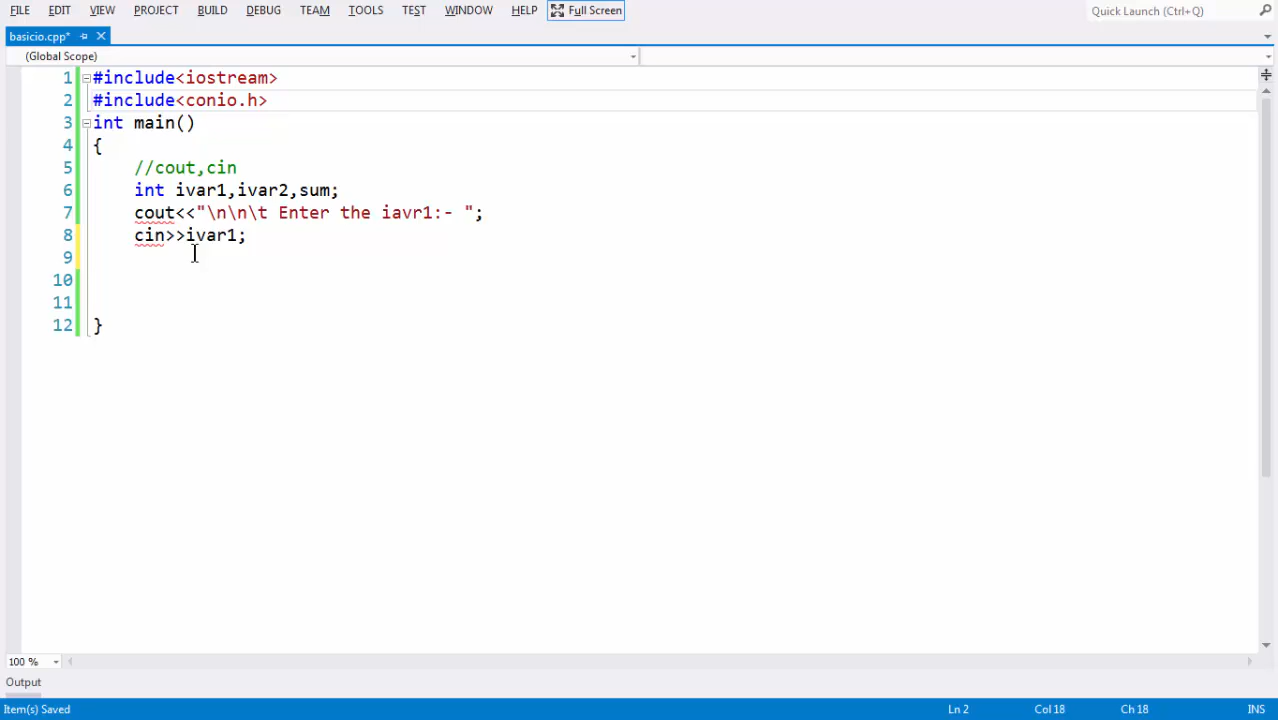 FILE EDIT VIEW PROJECT BUILD DEBUG TEAM TOOLS TEST WINDOW HELP Full Screen Quick Launch (Ctrl+Q)
basicio.cpp*
(Global Scope)
1 #include<iostream>
2 #include<conio.h>
3 int main()
4 {
5 //cout,cin
6 int ivar1,ivar2,sum;
7 cout<<"\n\n\t Enter the iavr1:- ";
8 cin>>ivar1;
9
10
11
12 }
100 %
Output
Item(s) Saved Ln 2 Col 18 Ch 18 INS